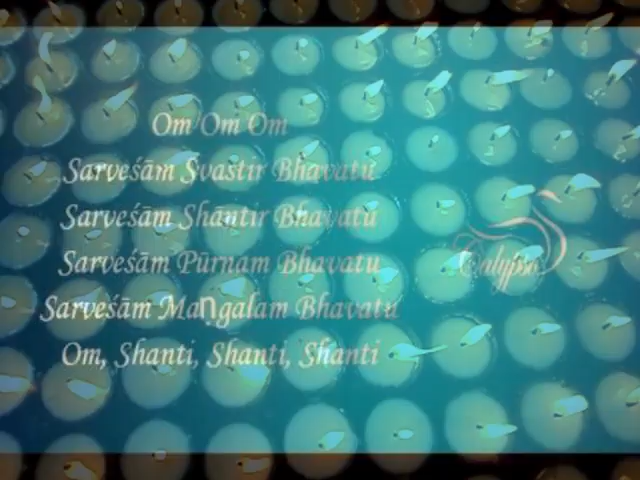 Om Om Om
Sarveśām Svastir Bhavatu
Sarveśām Shāntir Bhavatu
Sarveśām Pūrnam Bhavatu
Sarveśām Mangalam Bhavatu
Om, Shanti, Shanti, Shanti
Calypso